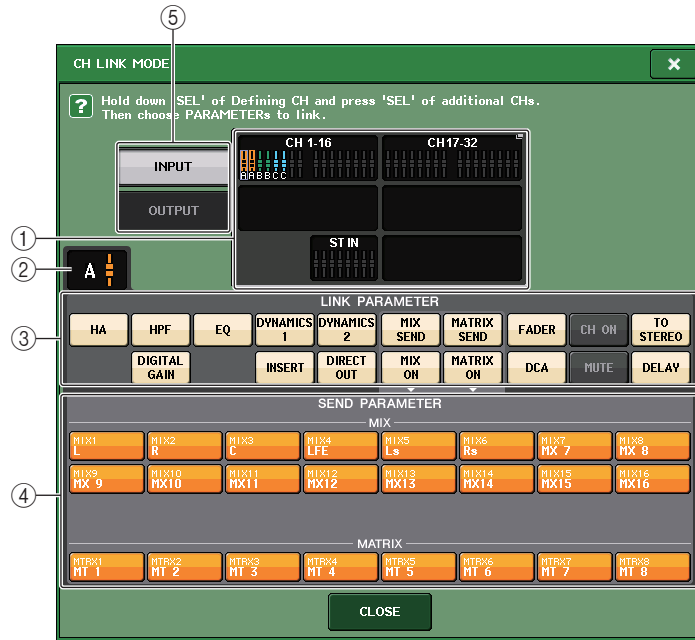 ⑤
CH LINK MODE
×
? Hold down 'SEL' of Defining CH and press 'SEL' of additional CHs.
Then choose PARAMETERs to link.
INPUT
OUTPUT
CH 1-16
CH17-32
A A B B C C
ST IN
①
②
A
LINK PARAMETER
③
HA
HPF
EQ
DYNAMICS 1
DYNAMICS 2
MIX SEND
MATRIX SEND
FADER
CH ON
TO STEREO
DIGITAL GAIN
INSERT
DIRECT OUT
MIX ON
MATRIX ON
DCA
MUTE
DELAY
SEND PARAMETER
MIX
④
MIX1 L
MIX2 R
MIX3 C
MIX4 LFE
MIX5 Ls
MIX6 Rs
MIX7 MX 7
MIX8 MX 8
MIX9 MX 9
MIX10 MX10
MIX11 MX11
MIX12 MX12
MIX13 MX13
MIX14 MX14
MIX15 MX15
MIX16 MX16
MATRIX
MTRX1 MT 1
MTRX2 MT 2
MTRX3 MT 3
MTRX4 MT 4
MTRX5 MT 5
MTRX6 MT 6
MTRX7 MT 7
MTRX8 MT 8
CLOSE